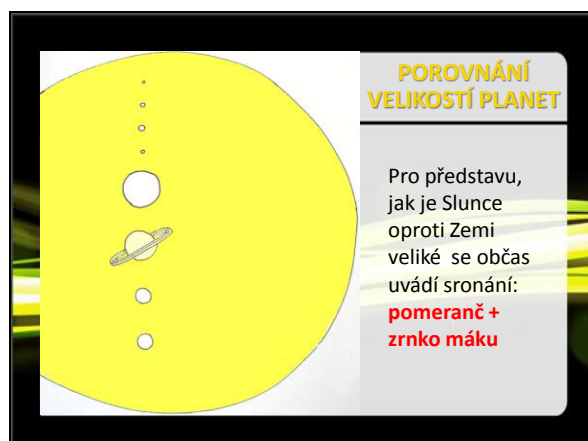 POROVNÁNÍ
VELIKOSTÍ PLANET
Pro představu,
jak je Slunce
oproti Zemi
veliké  se občas
uvádí sronání:
pomeranč +
zrnko máku